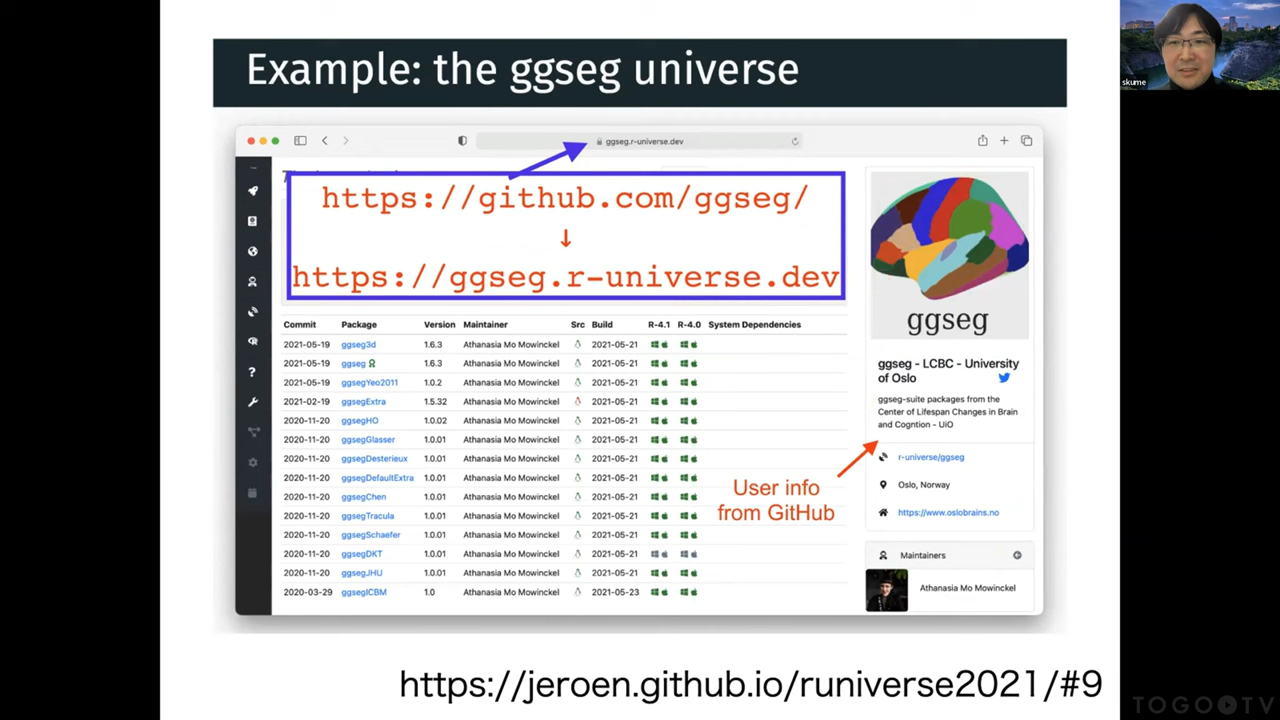 Example: the ggseg universe
skume
ggseg.r-universe.dev
https://github.com/ggseg/
↓
https://ggseg.r-universe.dev
Commit Package Version Maintainer Src Build R-4.1 R-4.0 System Dependencies
2021-05-19 ggseg3d 1.6.3 Athanasia Mo Mowinckel 2021-05-21
2021-05-19 ggseg 1.6.3 Athanasia Mo Mowinckel 2021-05-21
2021-05-19 ggsegYeo2011 1.0.2 Athanasia Mo Mowinckel 2021-05-21
2021-02-19 ggsegExtra 1.5.32 Athanasia Mo Mowinckel 2021-05-21
2020-11-20 ggsegHO 1.0.02 Athanasia Mo Mowinckel 2021-05-21
2020-11-20 ggsegGlasser 1.0.01 Athanasia Mo Mowinckel 2021-05-21
2020-11-20 ggsegDesterieux 1.0.01 Athanasia Mo Mowinckel 2021-05-21
2020-11-20 ggsegDefaultExtra 1.0.01 Athanasia Mo Mowinckel 2021-05-21
2020-11-20 ggsegChen 1.0.01 Athanasia Mo Mowinckel 2021-05-21
2020-11-20 ggsegTracula 1.0.01 Athanasia Mo Mowinckel 2021-05-21
2020-11-20 ggsegSchaefer 1.0.01 Athanasia Mo Mowinckel 2021-05-21
2020-11-20 ggsegDKT 1.0.01 Athanasia Mo Mowinckel 2021-05-21
2020-11-20 ggsegJHU 1.0.01 Athanasia Mo Mowinckel 2021-05-21
2020-03-29 ggsegICBM 1.0 Athanasia Mo Mowinckel 2021-05-23
ggseg
ggseg - LCBC - University
of Oslo
ggseg-suite packages from the
Center of Lifespan Changes in Brain
and Cogntion - UiO
r-universe/ggseg
Oslo, Norway
https://www.oslobrains.no
User info
from GitHub
Maintainers
Athanasia Mo Mowinckel
https://jeroen.github.io/runiverse2021/#9
TOGOTV